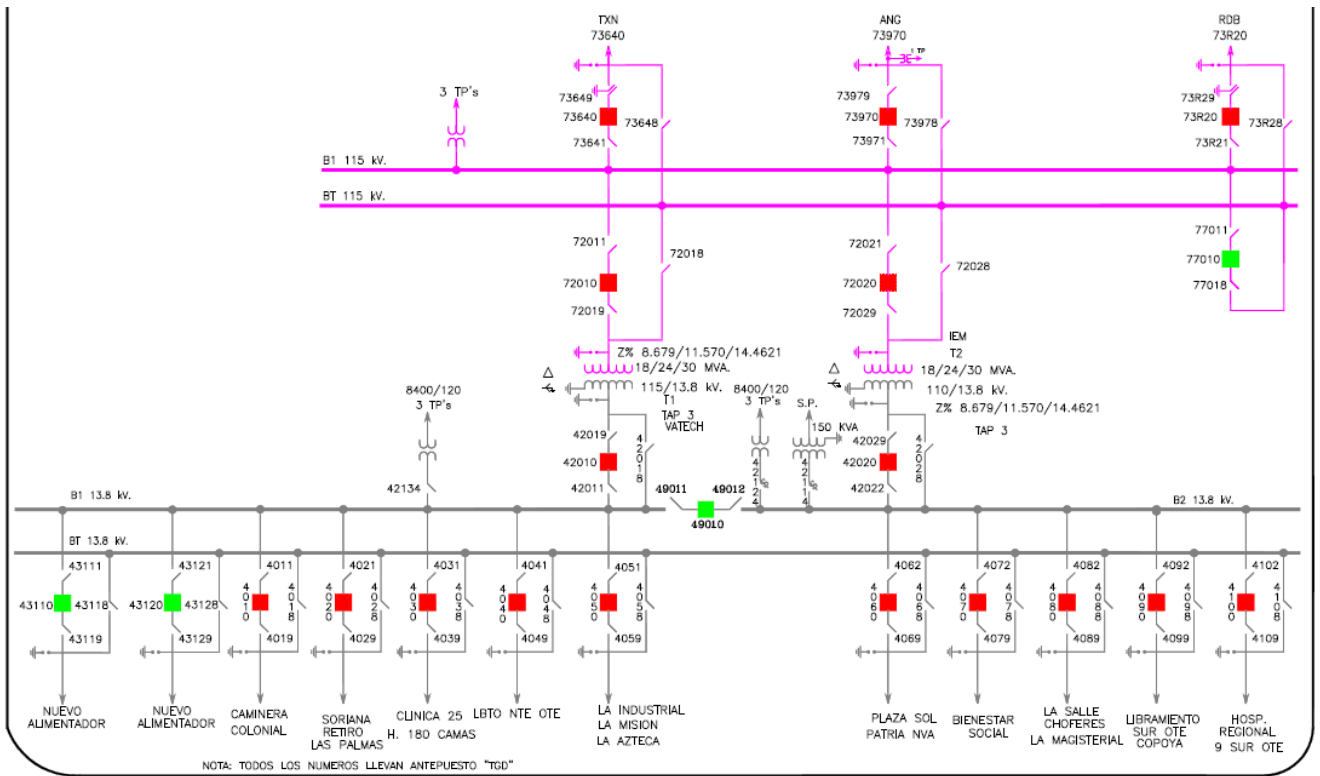 TXN
73640
ANG
73970
RDB
73R20
1 TP
3 TP's
73649
73640
73641
73648
73979
73970
73971
73978
73R29
73R20
73R21
73R28
B1 115 kV.
BT 115 kV.
72011
72010
72019
72018
72021
72020
72029
72028
77011
77010
77018
Z% 8.679/11.570/14.4621
18/24/30 MVA.
115/13.8 kV.
T1
TAP 3
VATECH
IEM
T2
18/24/30 MVA.
110/13.8 kV.
Z% 8.679/11.570/14.4621
TAP 3
8400/120
3 TP's
8400/120
3 TP's
S.P.
150 KVA
42134
42019
42010
42011
42018
42124
42114
42029
42020
42022
42028
49011
49012
49010
B1 13.8 kV.
B2 13.8 kV.
BT 13.8 kV.
43111
43110
43118
43119
43121
43120
43128
43129
4011
4010
4018
4019
4021
4020
4028
4029
4031
4030
4038
4039
4041
4040
4048
4049
4051
4050
4058
4059
4062
4060
4068
4069
4072
4070
4078
4079
4082
4080
4088
4089
4092
4090
4098
4099
4102
4100
4108
4109
NUEVO
ALIMENTADOR
NUEVO
ALIMENTADOR
CAMINERA
COLONIAL
SORIANA
RETIRO
LAS PALMAS
CLINICA 25
H. 180 CAMAS
LBTO NTE OTE
LA INDUSTRIAL
LA MISION
LA AZTECA
PLAZA SOL
PATRIA NVA
BIENESTAR
SOCIAL
LA SALLE
CHOFERES
LA MAGISTERIAL
LIBRAMIENTO
SUR OTE
COPOYA
HOSP.
REGIONAL
9 SUR OTE
NOTA: TODOS LOS NUMEROS LLEVAN ANTEPUESTO "TGD"